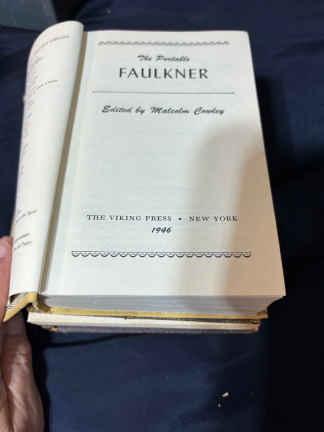 The Portable
FAULKNER
Edited by Malcolm Cowley
THE VIKING PRESS • NEW YORK
1946